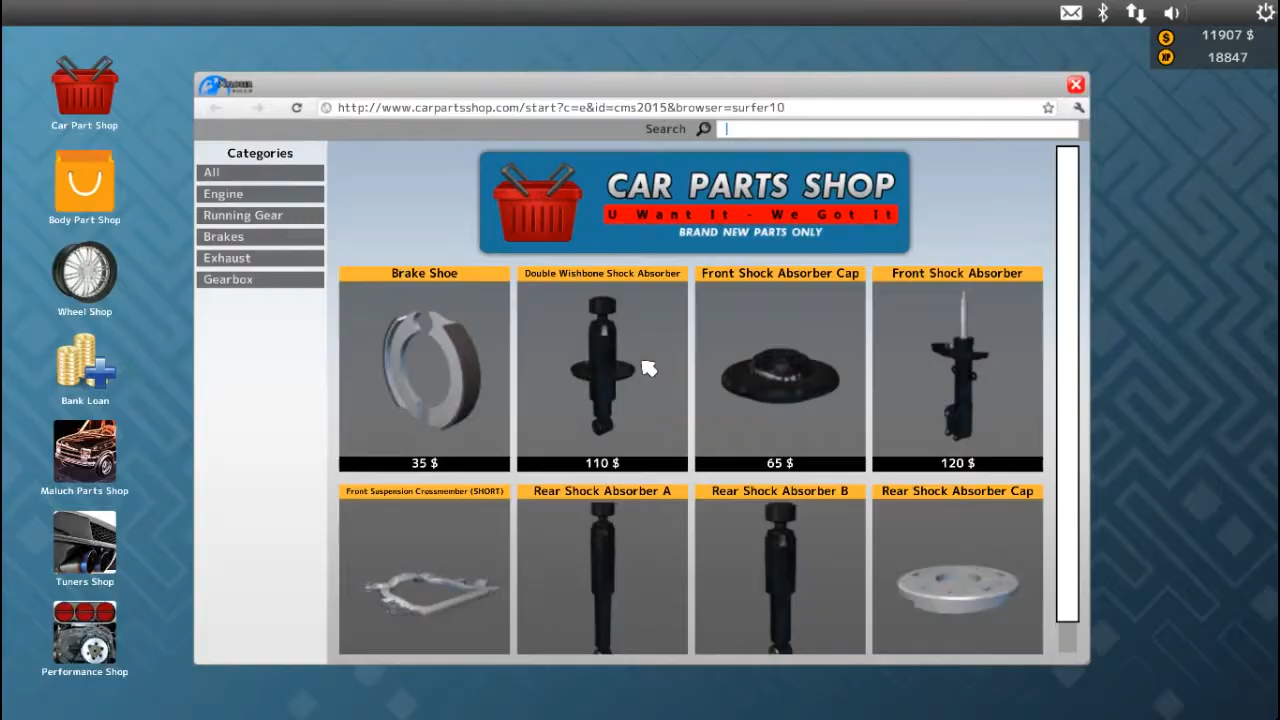 11907 $
18847
Car Part Shop
Body Part Shop
Wheel Shop
Bank Loan
Maluch Parts Shop
Tuners Shop
Performance Shop
http://www.carpartsshop.com/start?c=e&id=cms2015&browser=surfer10
Search
Categories
All
Engine
Running Gear
Brakes
Exhaust
Gearbox
CAR PARTS SHOP
U Want It - We Got It
BRAND NEW PARTS ONLY
Brake Shoe
Double Wishbone Shock Absorber
Front Shock Absorber Cap
Front Shock Absorber
35 $
110 $
65 $
120 $
Front Suspension Crossmember (SHORT)
Rear Shock Absorber A
Rear Shock Absorber B
Rear Shock Absorber Cap